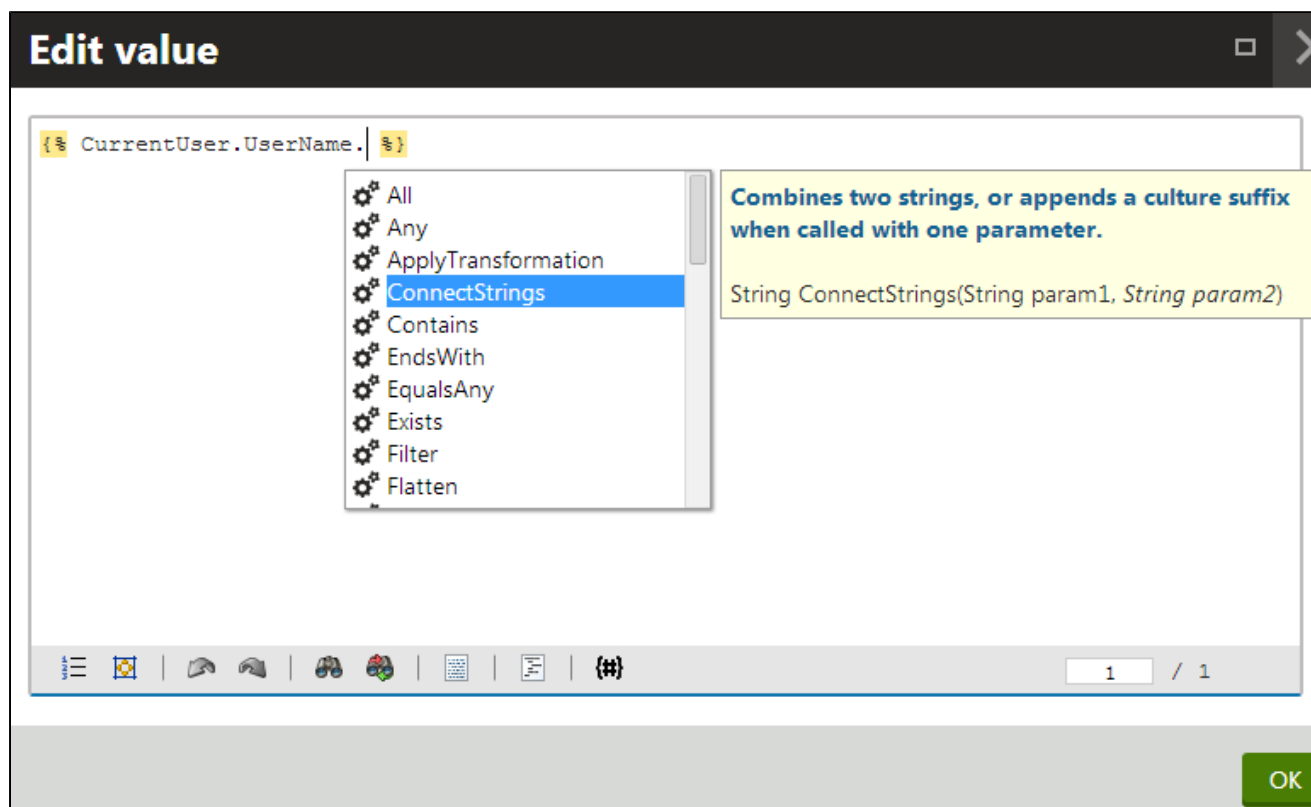 Edit value
{% CurrentUser.UserName. %}
All
Any
ApplyTransformation
ConnectStrings
Contains
EndsWith
EqualsAny
Exists
Filter
Flatten
Combines two strings, or appends a culture suffix
when called with one parameter.
String ConnectStrings(String param1, String param2)
{#}
1 / 1
OK